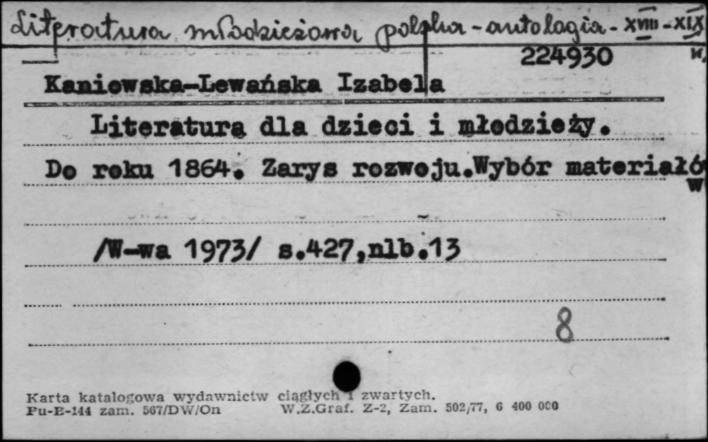 Literatura młodzieżowa polska - antologia - XVIII - XIX w.
224930
Kaniowska-Lewańska Izabela
Literatura dla dzieci i młodzieży.
Do roku 1864. Zarys rozwoju.Wybór materiałó
w
/W-wa 1973/ s.427,nlb.13
8
Karta katalogowa wydawnictw ciągłych i zwartych.
Pu-E-144 zam. 567/DW/On W.Z.Graf. Z-2, Zam. 502/77, 6 400 000